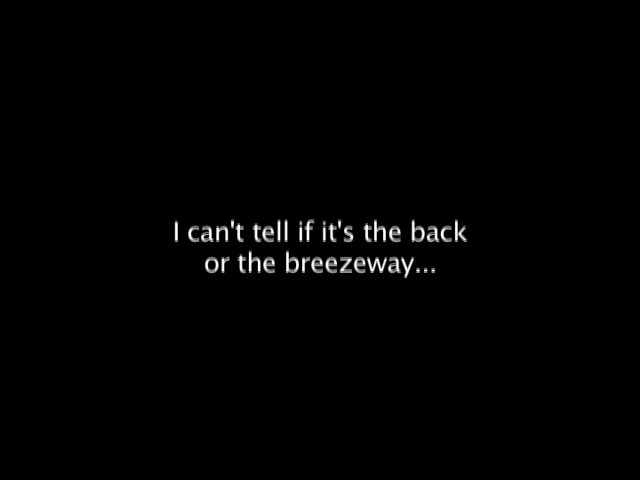 I can't tell if it's the back
or the breezeway...